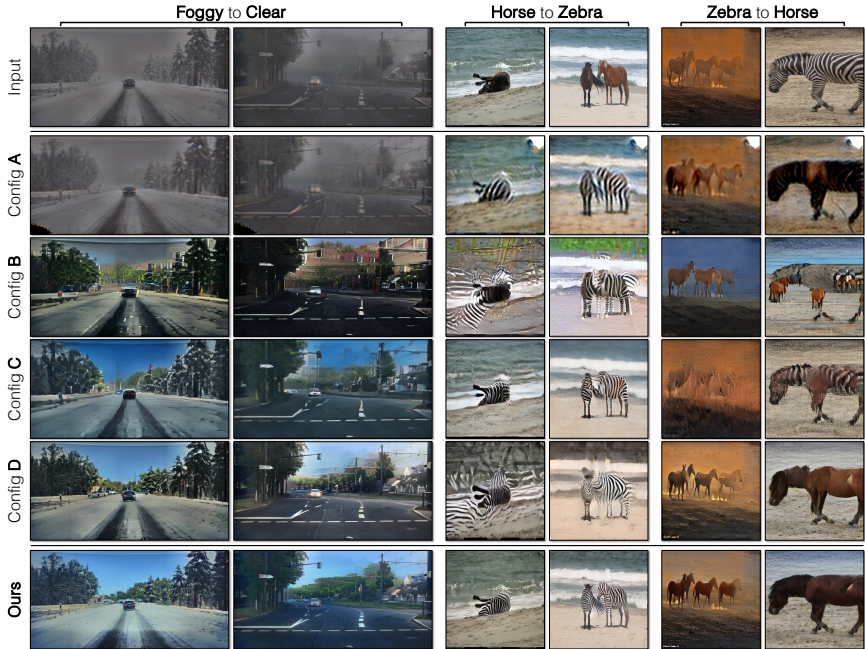 Foggy to Clear
Horse to Zebra
Zebra to Horse
Input
Config A
Config B
Config C
Config D
Ours